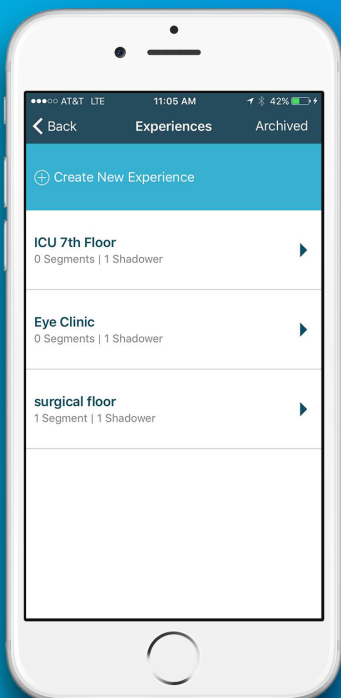 AT&T LTE 11:05 AM 42%
Back Experiences Archived
Create New Experience
ICU 7th Floor
0 Segments | 1 Shadower
Eye Clinic
0 Segments | 1 Shadower
surgical floor
1 Segment | 1 Shadower